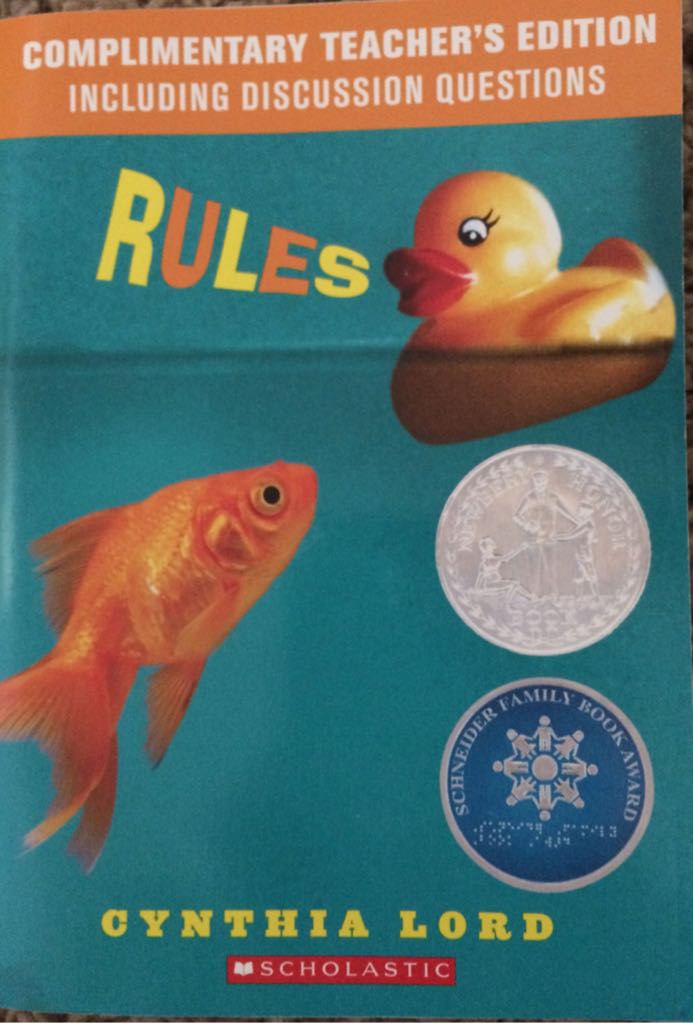 COMPLIMENTARY TEACHER'S EDITION
INCLUDING DISCUSSION QUESTIONS
RULES
NEWBERY HONOR
BOOK
SCHNEIDER FAMILY BOOK AWARD
CYNTHIA LORD
SCHOLASTIC